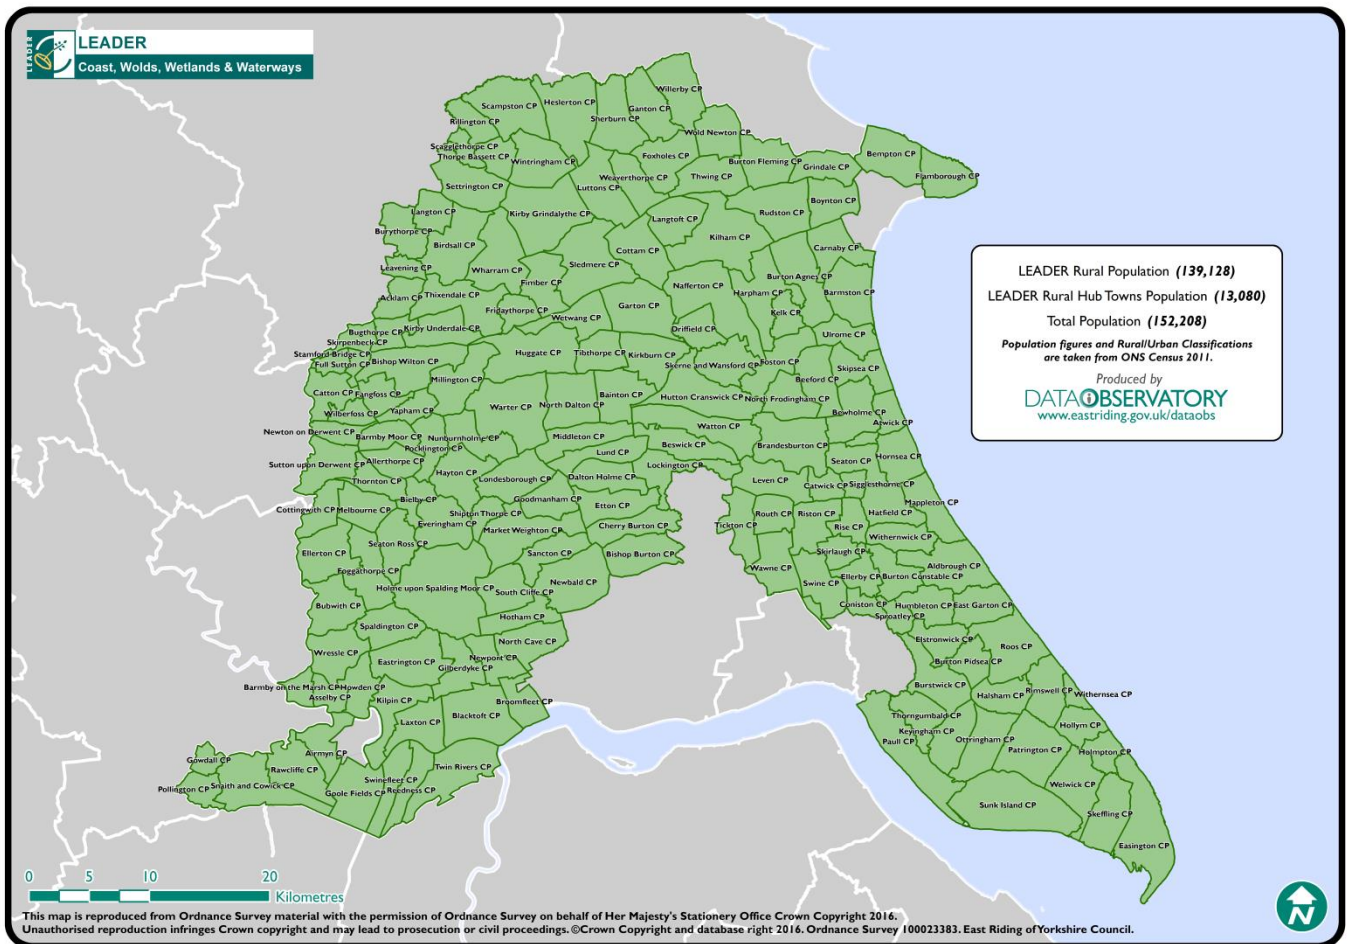 LEADER
LEADER
Coast, Wolds, Wetlands & Waterways
Willerby CP
Scampston CP
Heslerton CP
Ganton CP
Sherburn CP
Rillington CP
Wold Newton CP
Scagglethorpe CP
Thorpe Bassett CP
Wintringham CP
Foxholes CP
Burton Fleming CP
Bempton CP
Grindale CP
Weaverthorpe CP
Thwing CP
Flamborough CP
Settrington CP
Luttons CP
Boynton CP
Langton CP
Kirby Grindalythe CP
Langtoft CP
Rudston CP
Burythorpe CP
Kilham CP
Birdsall CP
Cottam CP
Carnaby CP
Leavening CP
Wharram CP
Sledmere CP
Fimber CP
Burton Agnes CP
Nafferton CP
Harpham CP
Barmston CP
Acklam CP
Thixendale CP
Fridaythorpe CP
Garton CP
Kelk CP
Wetwang CP
Bugthorpe CP
Kirby Underdale CP
Driffield CP
Ulrome CP
Skirpenbeck CP
Stamford Bridge CP
Full Sutton CP
Bishop Wilton CP
Huggate CP
Tibthorpe CP
Kirkburn CP
Skerne and Wansford CP
Foston CP
Skipsea CP
Millington CP
Beeford CP
Catton CP
Fangfoss CP
Bainton CP
Hutton Cranswick CP
North Frodingham CP
Wilberfoss CP
Yapham CP
Warter CP
North Dalton CP
Bewholme CP
Atwick CP
Newton on Derwent CP
Barmby Moor CP
Nunburnholme CP
Middleton CP
Watton CP
Pocklington CP
Beswick CP
Brandesburton CP
Sutton upon Derwent CP
Allerthorpe CP
Lund CP
Lockington CP
Seaton CP
Hornsea CP
Hayton CP
Thornton CP
Londesborough CP
Dalton Holme CP
Leven CP
Catwick CP
Sigglesthorne CP
Bielby CP
Goodmanham CP
Mappleton CP
Cottingwith CP
Melbourne CP
Shipton Thorpe CP
Etton CP
Routh CP
Riston CP
Hatfield CP
Everingham CP
Market Weighton CP
Cherry Burton CP
Tickton CP
Rise CP
Withernwick CP
Seaton Ross CP
Ellerton CP
Sancton CP
Bishop Burton CP
Skirlaugh CP
Foggathorpe CP
Wawne CP
Aldbrough CP
Holme upon Spalding Moor CP
Newbald CP
Swine CP
Ellerby CP
Burton Constable CP
South Cliffe CP
Bubwith CP
Coniston CP
Humbleton CP
East Garton CP
Hotham CP
Sproatley CP
Spaldington CP
North Cave CP
Elstronwick CP
Roos CP
Wressle CP
Eastrington CP
Newport CP
Gilberdyke CP
Burton Pidsea CP
Barmby on the Marsh CP
Howden CP
Burstwick CP
Halsham CP
Rimswell CP
Withernsea CP
Asselby CP
Kilpin CP
Broomfleet CP
Laxton CP
Blacktoft CP
Thorngumbald CP
Hollym CP
Keyingham CP
Paull CP
Ottringham CP
Patrington CP
Holmpton CP
Airmyn CP
Gowdall CP
Rawcliffe CP
Twin Rivers CP
Pollington CP
Snaith and Cowick CP
Swinefleet CP
Goole Fields CP
Reedness CP
Welwick CP
Sunk Island CP
Skeffling CP
Easington CP
LEADER Rural Population (139,128)
LEADER Rural Hub Towns Population (13,080)
Total Population (152,208)
Population figures and Rural/Urban Classifications
are taken from ONS Census 2011.
Produced by
DATA OBSERVATORY
www.eastriding.gov.uk/dataobs
0 5 10 20
Kilometres
N
This map is reproduced from Ordnance Survey material with the permission of Ordnance Survey on behalf of Her Majesty's Stationery Office Crown Copyright 2016.
Unauthorised reproduction infringes Crown copyright and may lead to prosecution or civil proceedings. ©Crown Copyright and database right 2016. Ordnance Survey 100023383. East Riding of Yorkshire Council.